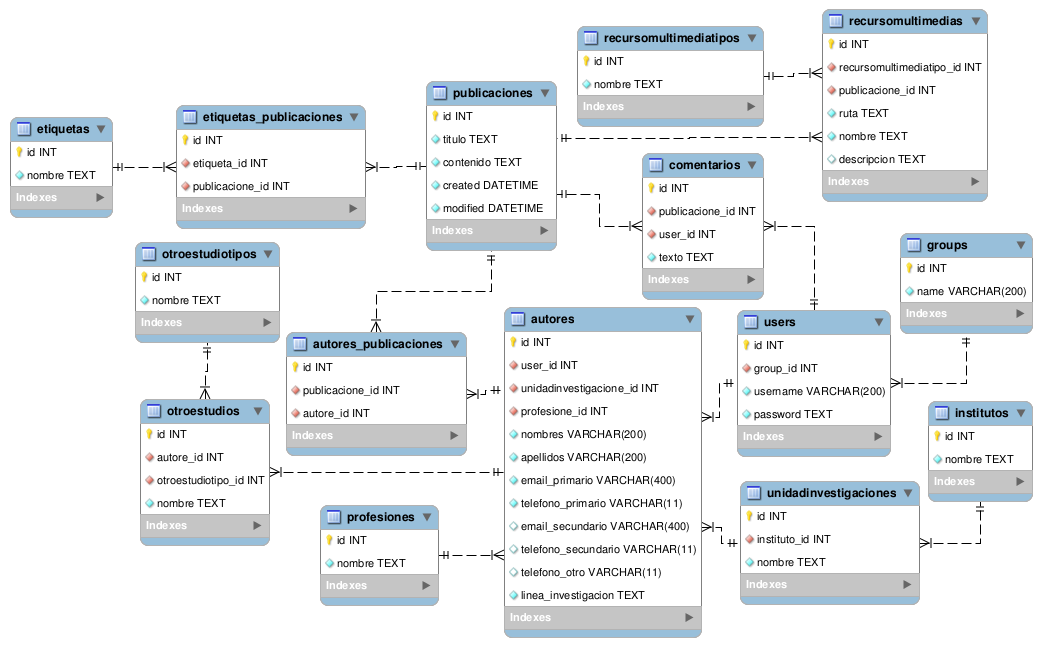 recursomultimediatipos
id INT
nombre TEXT
Indexes
recursomultimedias
id INT
recursomultimediatipo_id INT
publicacione_id INT
ruta TEXT
nombre TEXT
descripcion TEXT
Indexes
publicaciones
id INT
titulo TEXT
contenido TEXT
created DATETIME
modified DATETIME
Indexes
etiquetas_publicaciones
id INT
etiqueta_id INT
publicacione_id INT
Indexes
etiquetas
id INT
nombre TEXT
Indexes
comentarios
id INT
publicacione_id INT
user_id INT
texto TEXT
Indexes
groups
id INT
name VARCHAR(200)
Indexes
otroestudiotipos
id INT
nombre TEXT
Indexes
autores_publicaciones
id INT
publicacione_id INT
autore_id INT
Indexes
autores
id INT
user_id INT
unidadinvestigacione_id INT
profesione_id INT
nombres VARCHAR(200)
apellidos VARCHAR(200)
email_primario VARCHAR(400)
telefono_primario VARCHAR(11)
email_secundario VARCHAR(400)
telefono_secundario VARCHAR(11)
telefono_otro VARCHAR(11)
linea_investigacion TEXT
Indexes
users
id INT
group_id INT
username VARCHAR(200)
password TEXT
Indexes
otroestudios
id INT
autore_id INT
otroestudiotipo_id INT
nombre TEXT
Indexes
institutos
id INT
nombre TEXT
Indexes
profesiones
id INT
nombre TEXT
Indexes
unidadinvestigaciones
id INT
instituto_id INT
nombre TEXT
Indexes